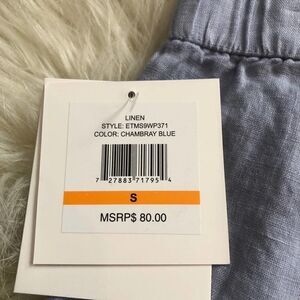 LINEN
STYLE: ETMS9WP371
COLOR: CHAMBRAY BLUE
7 27883 71795 4
S
MSRP$ 80.00